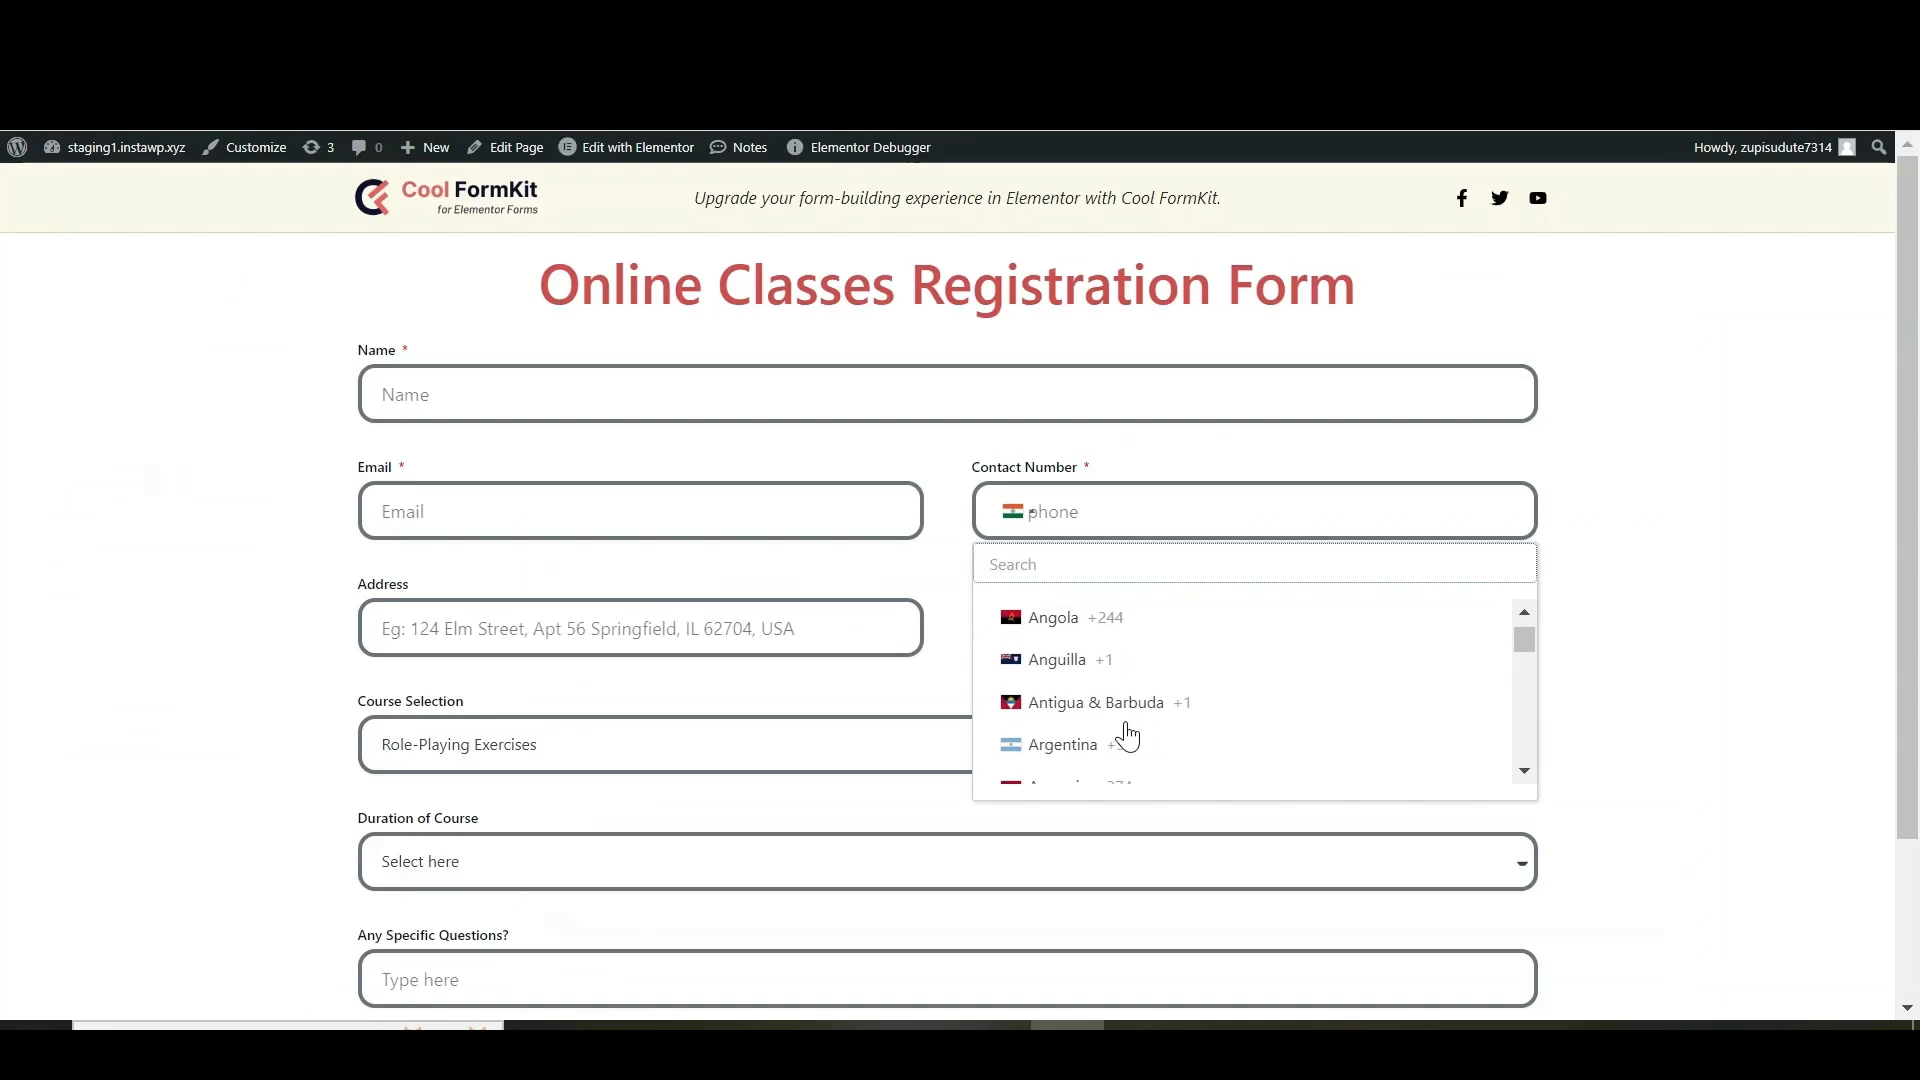 staging1.instawp.xyz Customize 3 0 New Edit Page Edit with Elementor Notes Elementor Debugger Howdy, zupisudute7314
Cool FormKit
for Elementor Forms
Upgrade your form-building experience in Elementor with Cool FormKit.
Online Classes Registration Form
Name *
Name
Email *
Contact Number *
Email
phone
Search
Address
Eg: 124 Elm Street, Apt 56 Springfield, IL 62704, USA
Angola +244
Anguilla +1
Antigua & Barbuda +1
Argentina
Course Selection
Role-Playing Exercises
Duration of Course
Select here
Any Specific Questions?
Type here